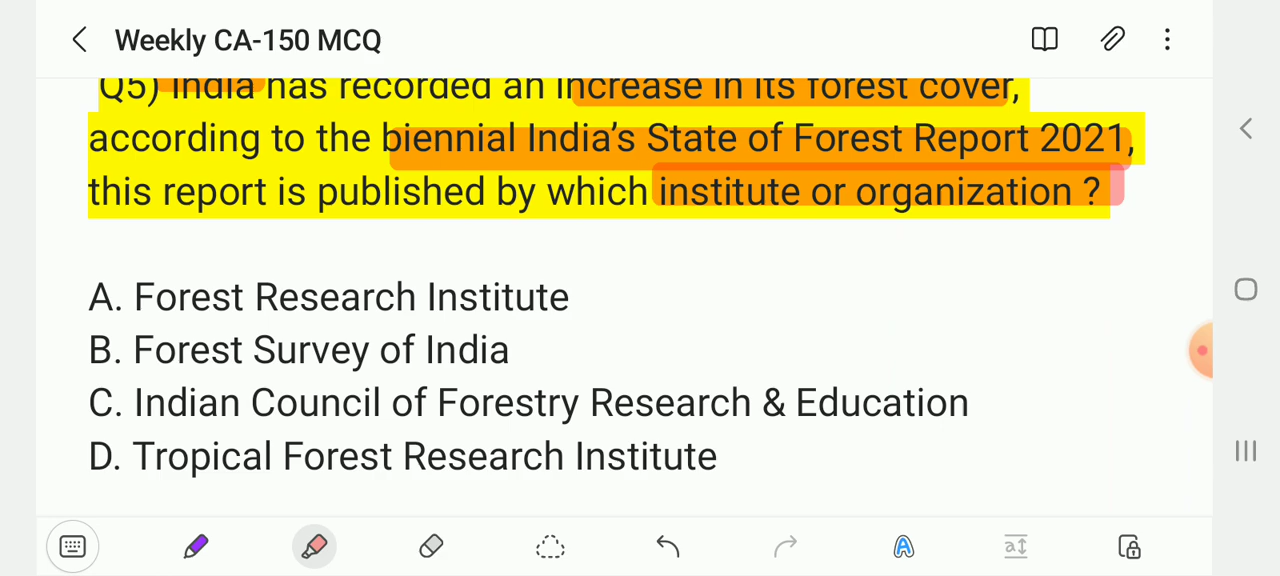 Weekly CA-150 MCQ
Q5) India has recorded an increase in its forest cover,
according to the biennial India’s State of Forest Report 2021,
this report is published by which institute or organization ?
A. Forest Research Institute
B. Forest Survey of India
C. Indian Council of Forestry Research & Education
D. Tropical Forest Research Institute